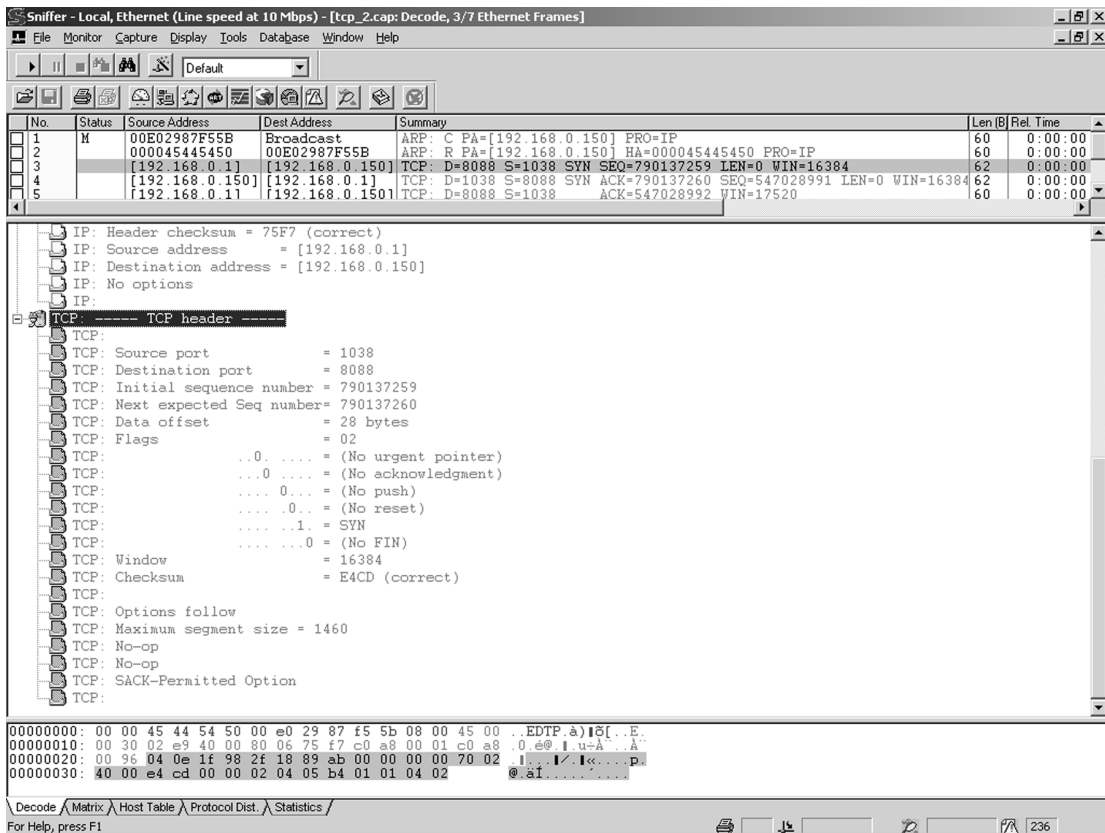 Sniffer - Local, Ethernet (Line speed at 10 Mbps) - [tcp_2.cap: Decode, 3/7 Ethernet Frames]
File Monitor Capture Display Tools Database Window Help
Default
No. Status Source Address Dest Address Summary Len (B Rel. Time
1 M 00E02987F55B Broadcast ARP: C PA=[192.168.0.150] PRO=IP 60 0:00:00
2 000045445450 00E02987F55B ARP: R PA=[192.168.0.150] HA=000045445450 PRO=IP 60 0:00:00
3 [192.168.0.1] [192.168.0.150] TCP: D=8088 S=1038 SYN SEQ=790137259 LEN=0 WIN=16384 62 0:00:00
4 [192.168.0.150] [192.168.0.1] TCP: D=1038 S=8088 SYN ACK=790137260 SEQ=547028991 LEN=0 WIN=16384 62 0:00:00
5 [192.168.0.1] [192.168.0.150] TCP: D=8088 S=1038 ACK=547028992 WIN=17520 60 0:00:00
IP: Header checksum = 75F7 (correct)
IP: Source address = [192.168.0.1]
IP: Destination address = [192.168.0.150]
IP: No options
IP:
TCP: ----- TCP header -----
TCP:
TCP: Source port = 1038
TCP: Destination port = 8088
TCP: Initial sequence number = 790137259
TCP: Next expected Seq number= 790137260
TCP: Data offset = 28 bytes
TCP: Flags = 02
TCP: ..0. .... = (No urgent pointer)
TCP: ...0 .... = (No acknowledgment)
TCP: .... 0... = (No push)
TCP: .... .0.. = (No reset)
TCP: .... ..1. = SYN
TCP: .... ...0 = (No FIN)
TCP: Window = 16384
TCP: Checksum = E4CD (correct)
TCP:
TCP: Options follow
TCP: Maximum segment size = 1460
TCP: No-op
TCP: No-op
TCP: SACK-Permitted Option
TCP:
00000000: 00 00 45 44 54 50 00 e0 29 87 f5 5b 08 00 45 00 ..EDTP.à)▮õ[..E.
00000010: 00 30 02 e9 40 00 80 06 75 f7 c0 a8 00 01 c0 a8 .0.é@.▮.u÷À¨..À¨
00000020: 00 96 04 0e 1f 98 2f 18 89 ab 00 00 00 00 70 02 .▮...▮/.▮«....p.
00000030: 40 00 e4 cd 00 00 02 04 05 b4 01 01 04 02 @.äÍ.....´....
Decode Matrix Host Table Protocol Dist. Statistics
For Help, press F1 236